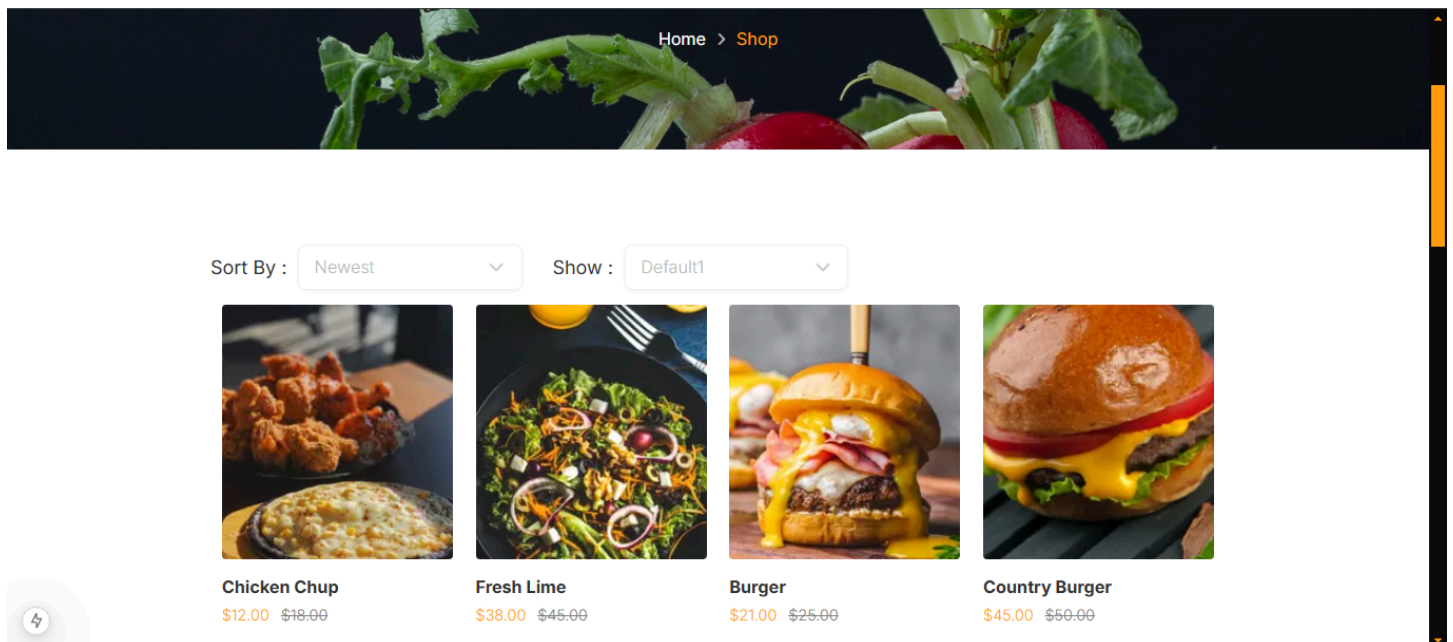 Home > Shop
Sort By : Newest Show : Default1
Chicken Chup Fresh Lime Burger Country Burger
$12.00 $18.00 $38.00 $45.00 $21.00 $25.00 $45.00 $50.00